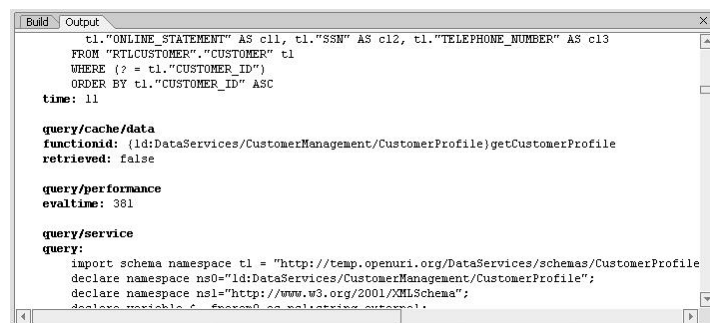 Build Output
t1."ONLINE_STATEMENT" AS c11, t1."SSN" AS c12, t1."TELEPHONE_NUMBER" AS c13
FROM "RTLCUSTOMER"."CUSTOMER" t1
WHERE (? = t1."CUSTOMER_ID")
ORDER BY t1."CUSTOMER_ID" ASC
time: 11
query/cache/data
functionid: {ld:DataServices/CustomerManagement/CustomerProfile}getCustomerProfile
retrieved: false
query/performance
evaltime: 381
query/service
query:
import schema namespace t1 = "http://temp.openuri.org/DataServices/schemas/CustomerProfile
declare namespace ns0="ld:DataServices/CustomerManagement/CustomerProfile";
declare namespace ns1="http://www.w3.org/2001/XMLSchema";